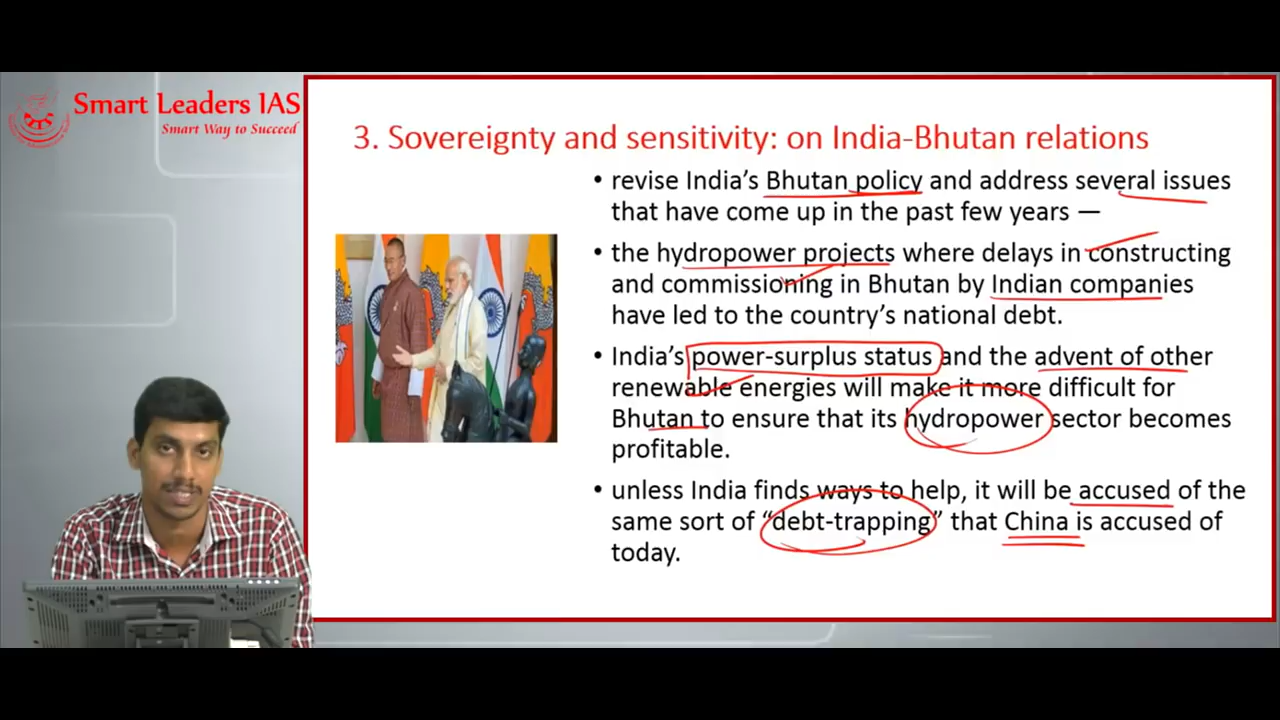 Smart Leaders IAS
Smart Way to Succeed
3. Sovereignty and sensitivity: on India-Bhutan relations
• revise India’s Bhutan policy and address several issues
that have come up in the past few years —
• the hydropower projects where delays in constructing
and commissioning in Bhutan by Indian companies
have led to the country’s national debt.
• India’s power-surplus status and the advent of other
renewable energies will make it more difficult for
Bhutan to ensure that its hydropower sector becomes
profitable.
• unless India finds ways to help, it will be accused of the
same sort of “debt-trapping” that China is accused of
today.